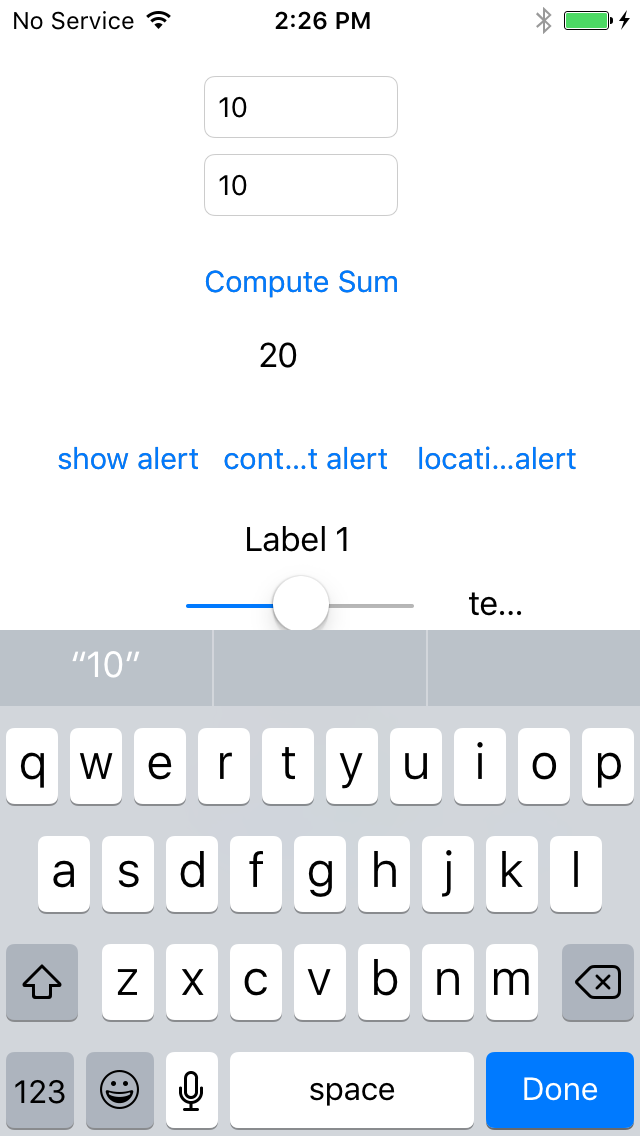 No Service 2:26 PM
10
10
Compute Sum
20
show alert cont...t alert locati...alert
Label 1
te...
“10”
q w e r t y u i o p
a s d f g h j k l
z x c v b n m
123 space Done